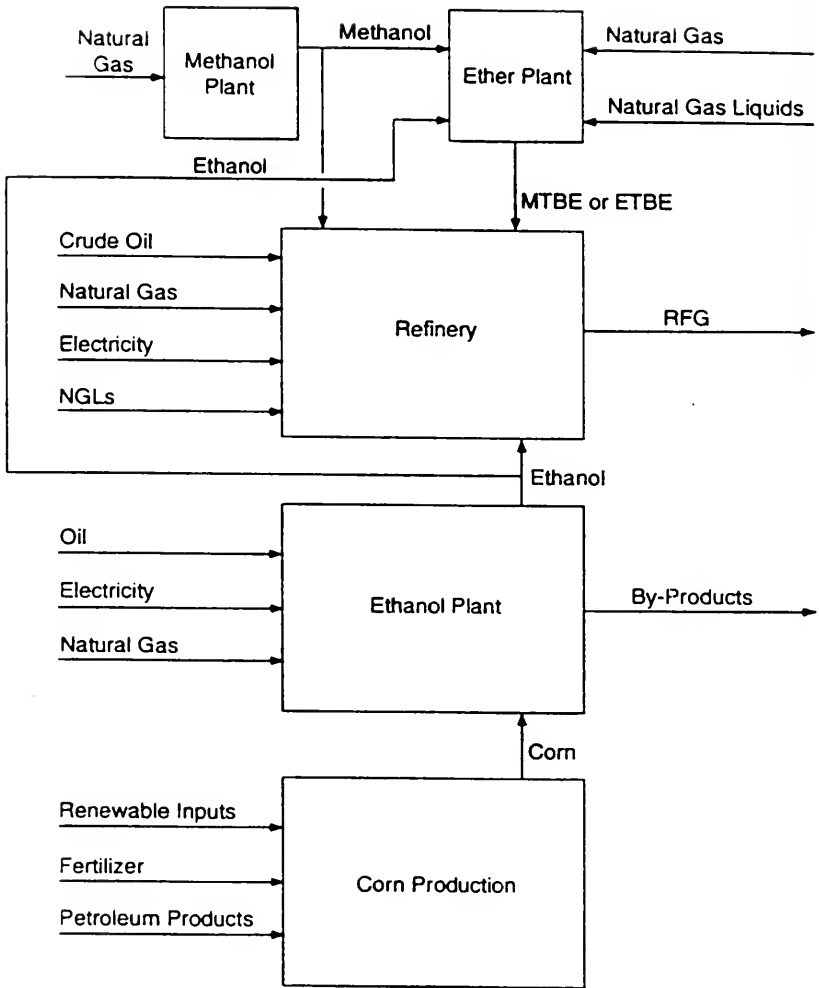 Natural
Gas
Methanol
Plant
Methanol
Ether Plant
Natural Gas
Natural Gas Liquids
Ethanol
MTBE or ETBE
Crude Oil
Natural Gas
Electricity
NGLs
Refinery
RFG
Ethanol
Oil
Electricity
Natural Gas
Ethanol Plant
By-Products
Corn
Renewable Inputs
Fertilizer
Petroleum Products
Corn Production